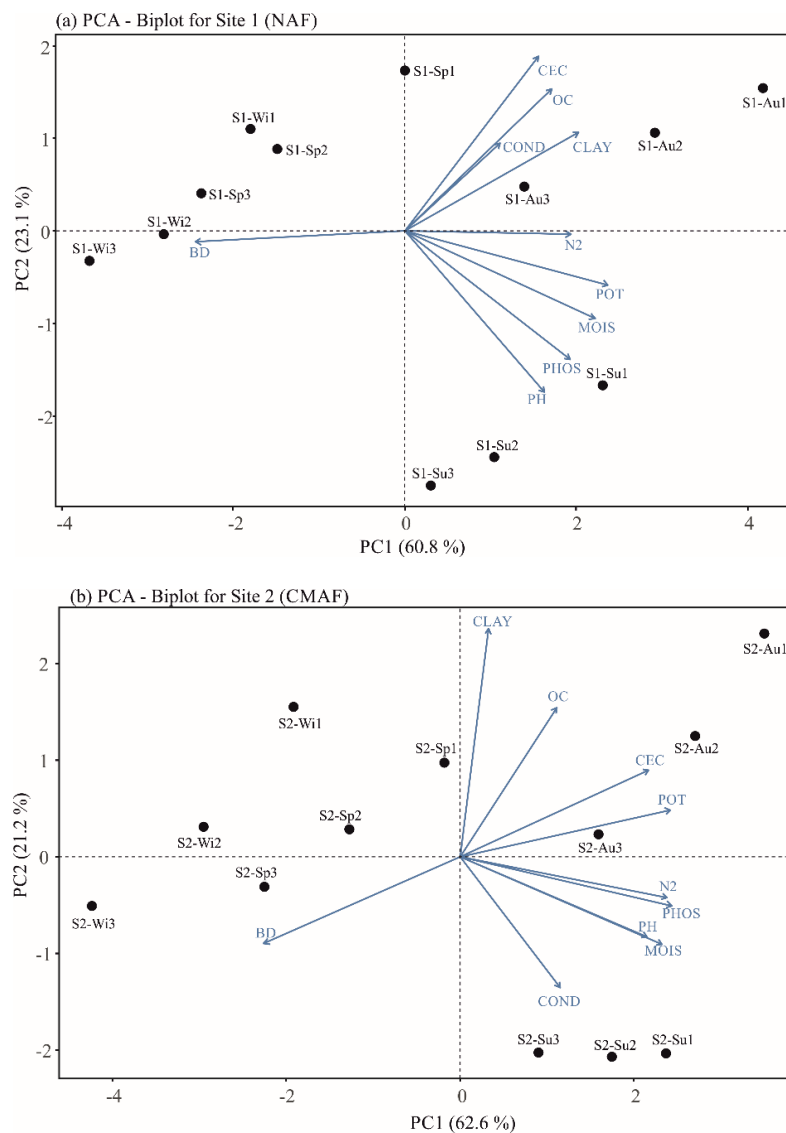 (a) PCA - Biplot for Site 1 (NAF)
2
1
0
-1
-2
PC2 (23.1 %)
S1-Sp1
CEC
OC
S1-Au1
S1-Wi1
S1-Sp2
COND
CLAY
S1-Au2
S1-Sp3
S1-Au3
S1-Wi2
S1-Wi3
BD
N2
POT
MOIS
PHOS
S1-Su1
PH
S1-Su2
S1-Su3
-4
-2
0
2
4
PC1 (60.8 %)
(b) PCA - Biplot for Site 2 (CMAF)
2
1
0
-1
-2
PC2 (21.2 %)
CLAY
S2-Au1
OC
S2-Wi1
S2-Sp1
S2-Au2
CEC
POT
S2-Sp2
S2-Wi2
S2-Au3
S2-Sp3
N2
PHOS
S2-Wi3
BD
PH
MOIS
COND
S2-Su3
S2-Su2
S2-Su1
-4
-2
0
2
PC1 (62.6 %)